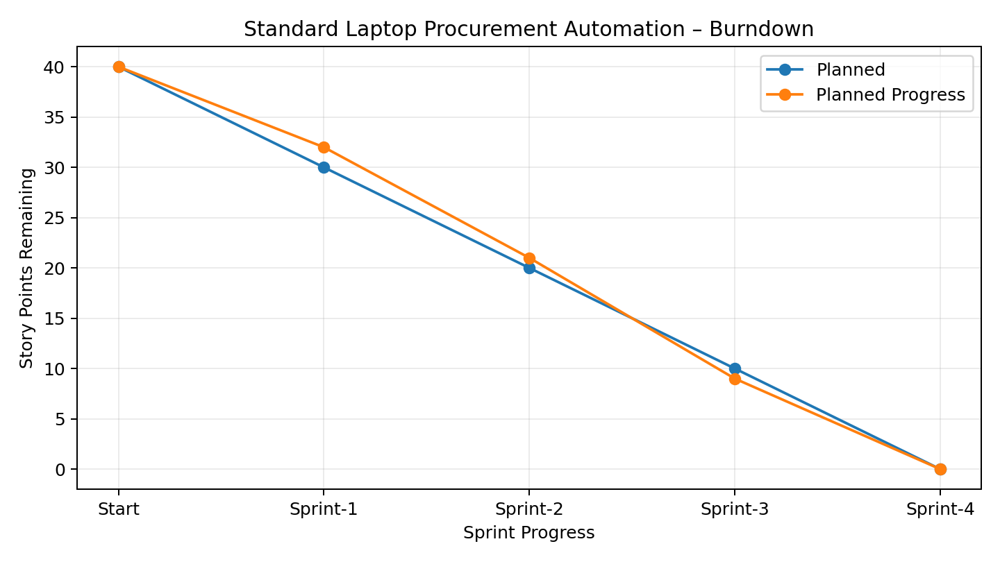 Standard Laptop Procurement Automation – Burndown
Planned
Planned Progress
Story Points Remaining
40
35
30
25
20
15
10
5
0
Start
Sprint-1
Sprint-2
Sprint-3
Sprint-4
Sprint Progress